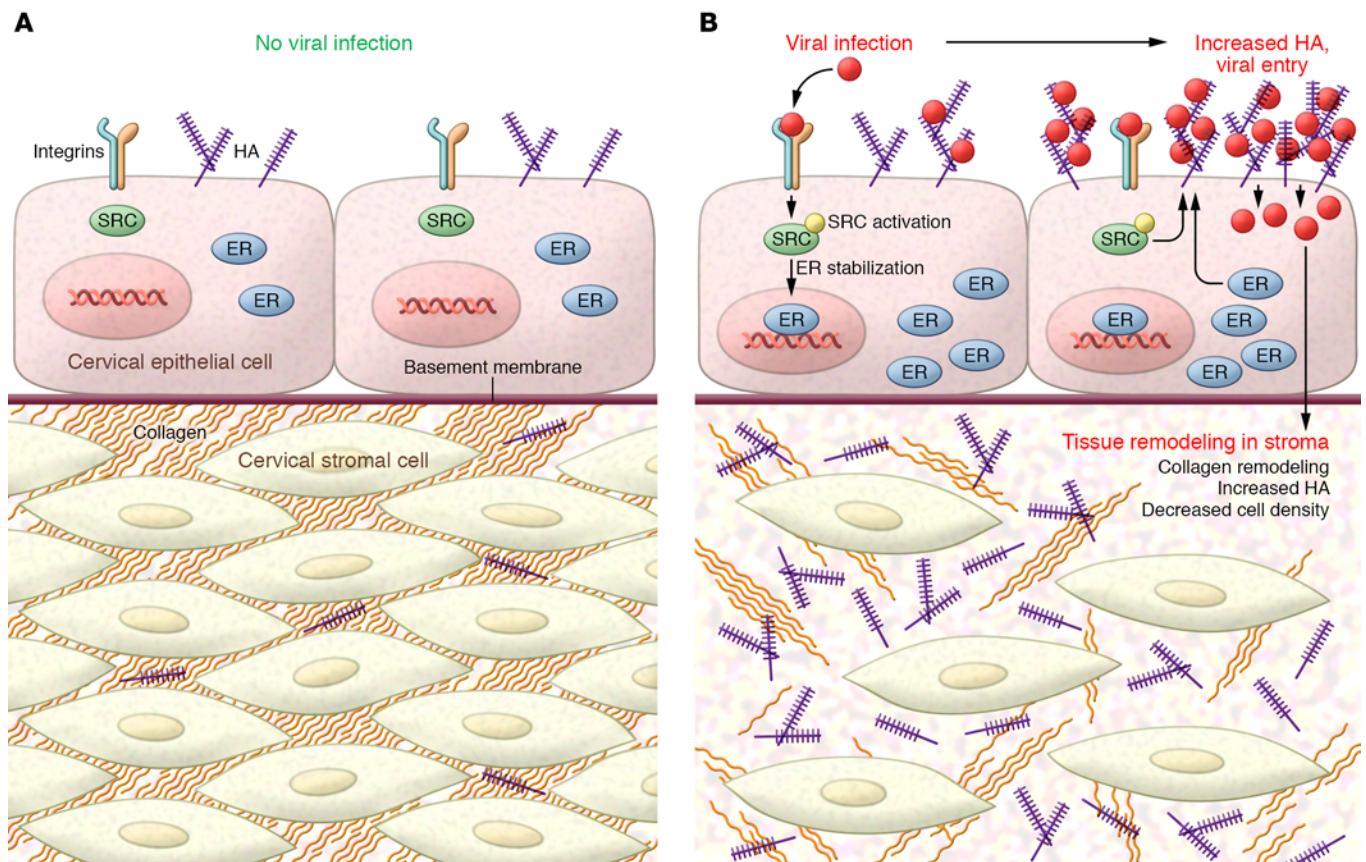 A
No viral infection
Integrins
HA
SRC
SRC
ER
ER
ER
ER
Cervical epithelial cell
Basement membrane
Collagen
Cervical stromal cell
B
Viral infection
Increased HA,
viral entry
SRC
SRC activation
SRC
ER stabilization
ER
ER
ER
ER
ER
ER
ER
ER
ER
ER
ER
Tissue remodeling in stroma
Collagen remodeling
Increased HA
Decreased cell density